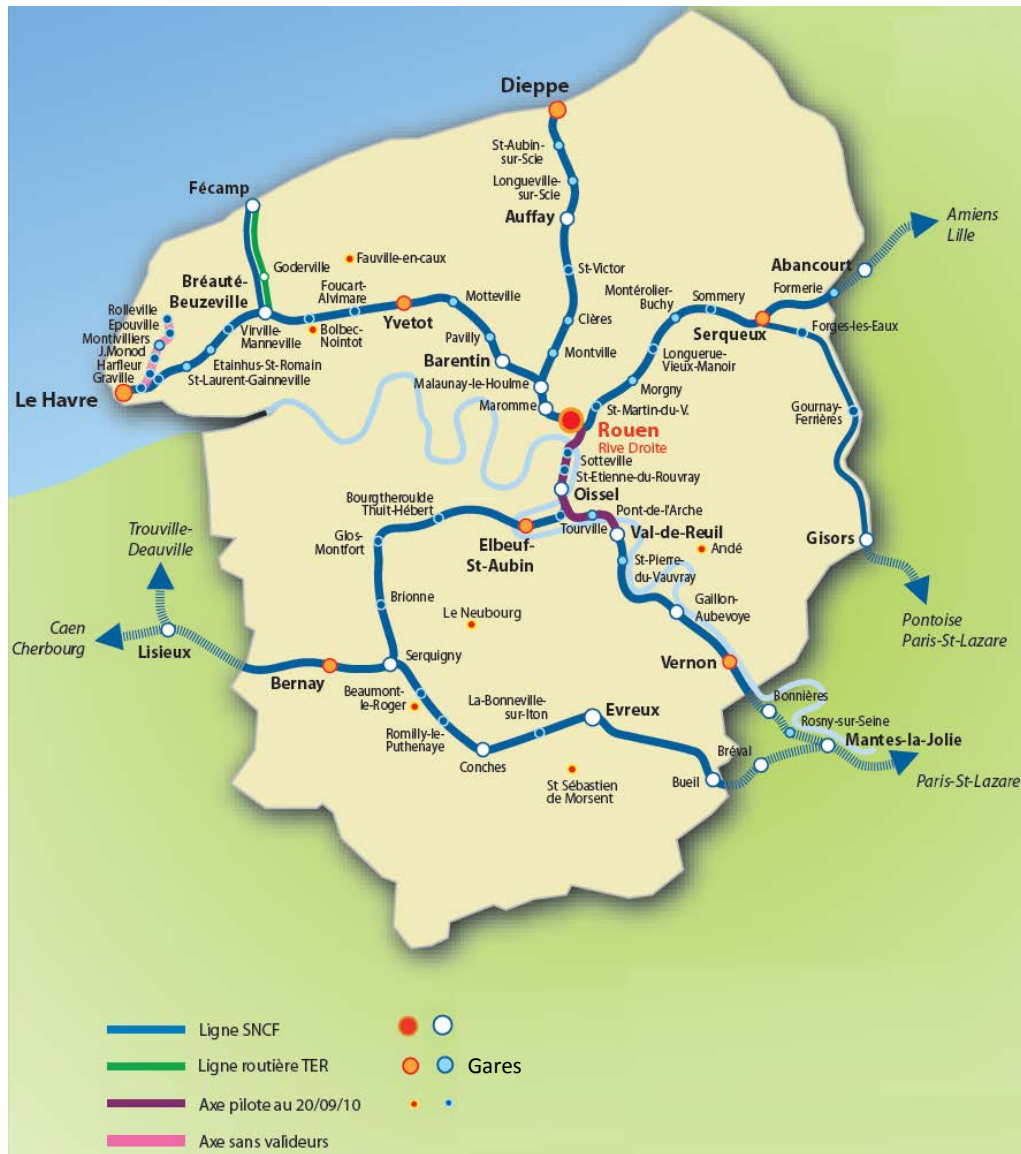 Dieppe
St-Aubin-
sur-Scie
Longueville-
sur-Scie
Fécamp
Auffay
Amiens
Lille
Goderville
Fauville-en-caux
St-Victor
Abancourt
Bréauté-
Beuzeville
Foucart-
Alvimare
Motteville
Montérolier-
Buchy
Sommery
Formerie
Rolleville
Epouville
Montivilliers
J.Monod
Harfleur
Graville
Virville-
Manneville
Bolbec-
Nointot
Yvetot
Pavilly
Clères
Serqueux
Forges-les-Eaux
Etainhus-St-Romain
St-Laurent-Gainneville
Barentin
Montville
Longuerue-
Vieux-Manoir
Le Havre
Malaunay-le-Houlme
Maromme
Morgny
St-Martin-du-V.
Gournay-
Ferrières
Rouen
Rive Droite
Sotteville
St-Etienne-du-Rouvray
Oissel
Bourgtheroulde
Thuit-Hébert
Pont-de-l'Arche
Tourville
Val-de-Reuil
Trouville-
Deauville
Glos-
Montfort
Elbeuf-
St-Aubin
Andé
Gisors
St-Pierre-
du-Vauvray
Brionne
Le Neubourg
Gaillon-
Aubevoye
Pontoise
Paris-St-Lazare
Caen
Cherbourg
Lisieux
Serquigny
Vernon
Bernay
Beaumont-
le-Roger
La-Bonneville-
sur-Iton
Evreux
Bonnières
Rosny-sur-Seine
Romilly-le-
Puthenaye
Mantes-la-Jolie
Bréval
Conches
Bueil
St Sébastien
de Morsent
Paris-St-Lazare
Ligne SNCF
Ligne routière TER
Gares
Axe pilote au 20/09/10
Axe sans valideurs